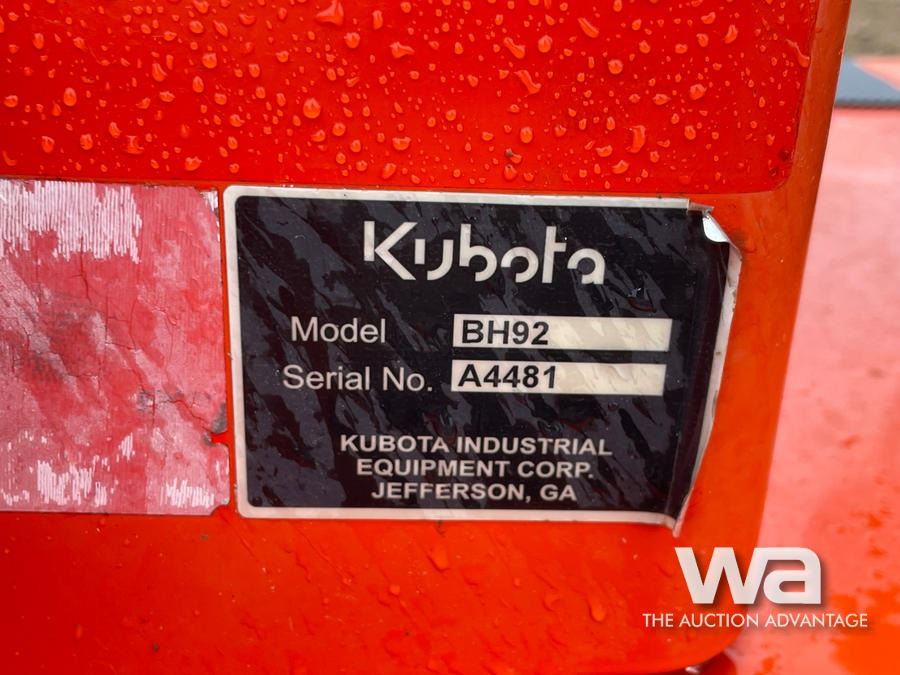 Kubota
Model BH92
Serial No. A4481
KUBOTA INDUSTRIAL
EQUIPMENT CORP.
JEFFERSON, GA
wa
THE AUCTION ADVANTAGE